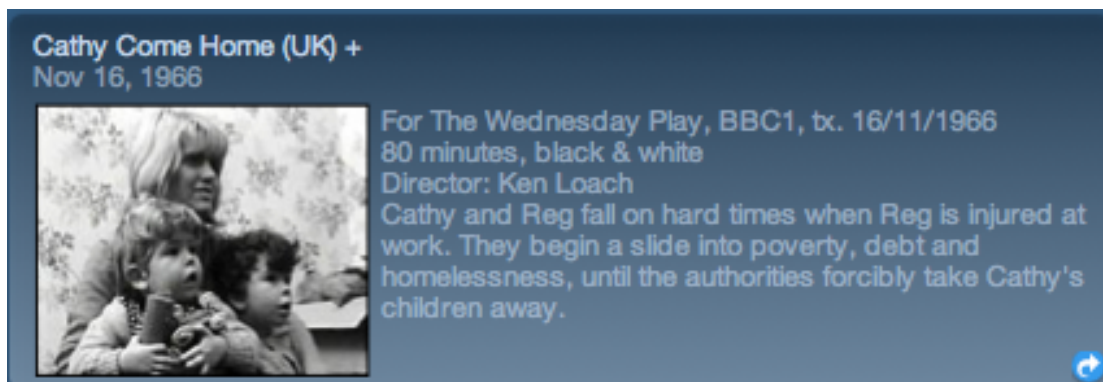 Cathy Come Home (UK) +
Nov 16, 1966
For The Wednesday Play, BBC1, tx. 16/11/1966
80 minutes, black & white
Director: Ken Loach
Cathy and Reg fall on hard times when Reg is injured at
work. They begin a slide into poverty, debt and
homelessness, until the authorities forcibly take Cathy's
children away.